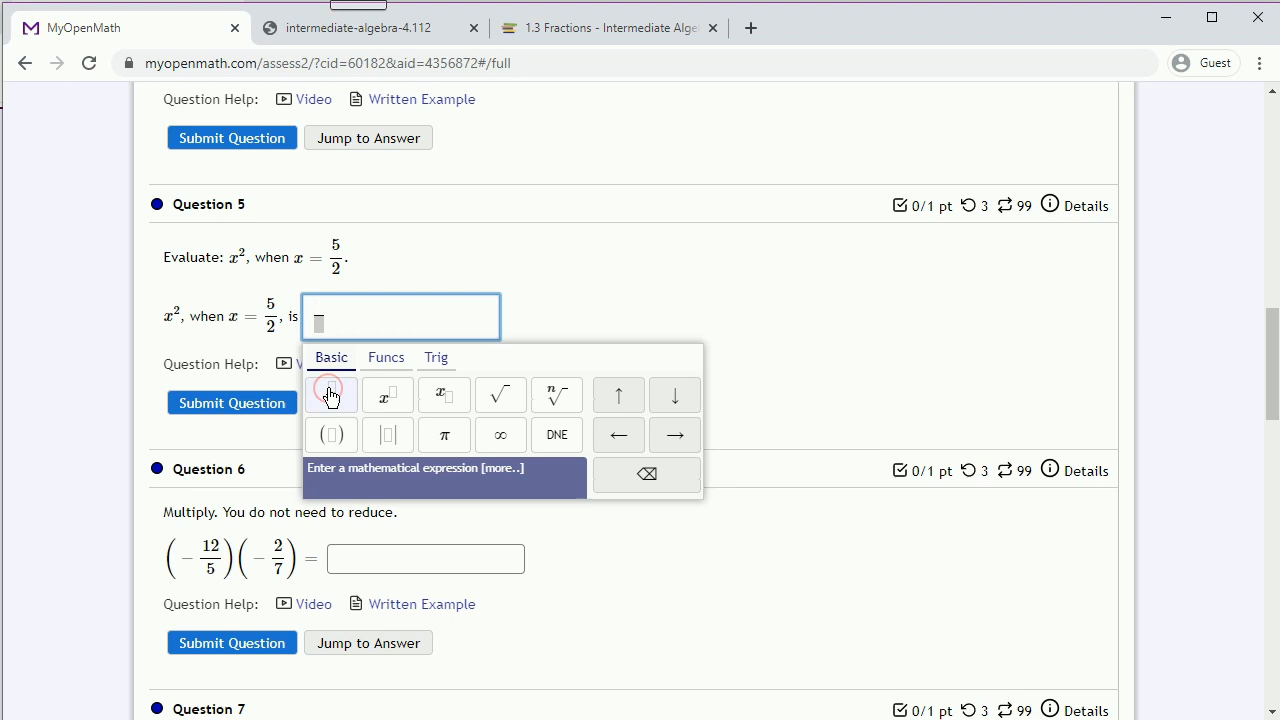 MyOpenMath
intermediate-algebra-4.112
1.3 Fractions - Intermediate Alge
myopenmath.com/assess2/?cid=60182&aid=4356872#/full
Guest
Question Help: Video Written Example
Submit Question Jump to Answer
Question 5
0/1 pt 3 99 Details
Evaluate: x², when x = 5/2.
x², when x = 5/2, is
Question Help: V
Submit Question
Basic Funcs Trig
x□ x□ √ ⁿ√ ↑ ↓
(□) |□| π ∞ DNE ← →
Enter a mathematical expression [more..]
Question 6
0/1 pt 3 99 Details
Multiply. You do not need to reduce.
(− 12/5)(− 2/7) =
Question Help: Video Written Example
Submit Question Jump to Answer
Question 7
0/1 pt 3 99 Details